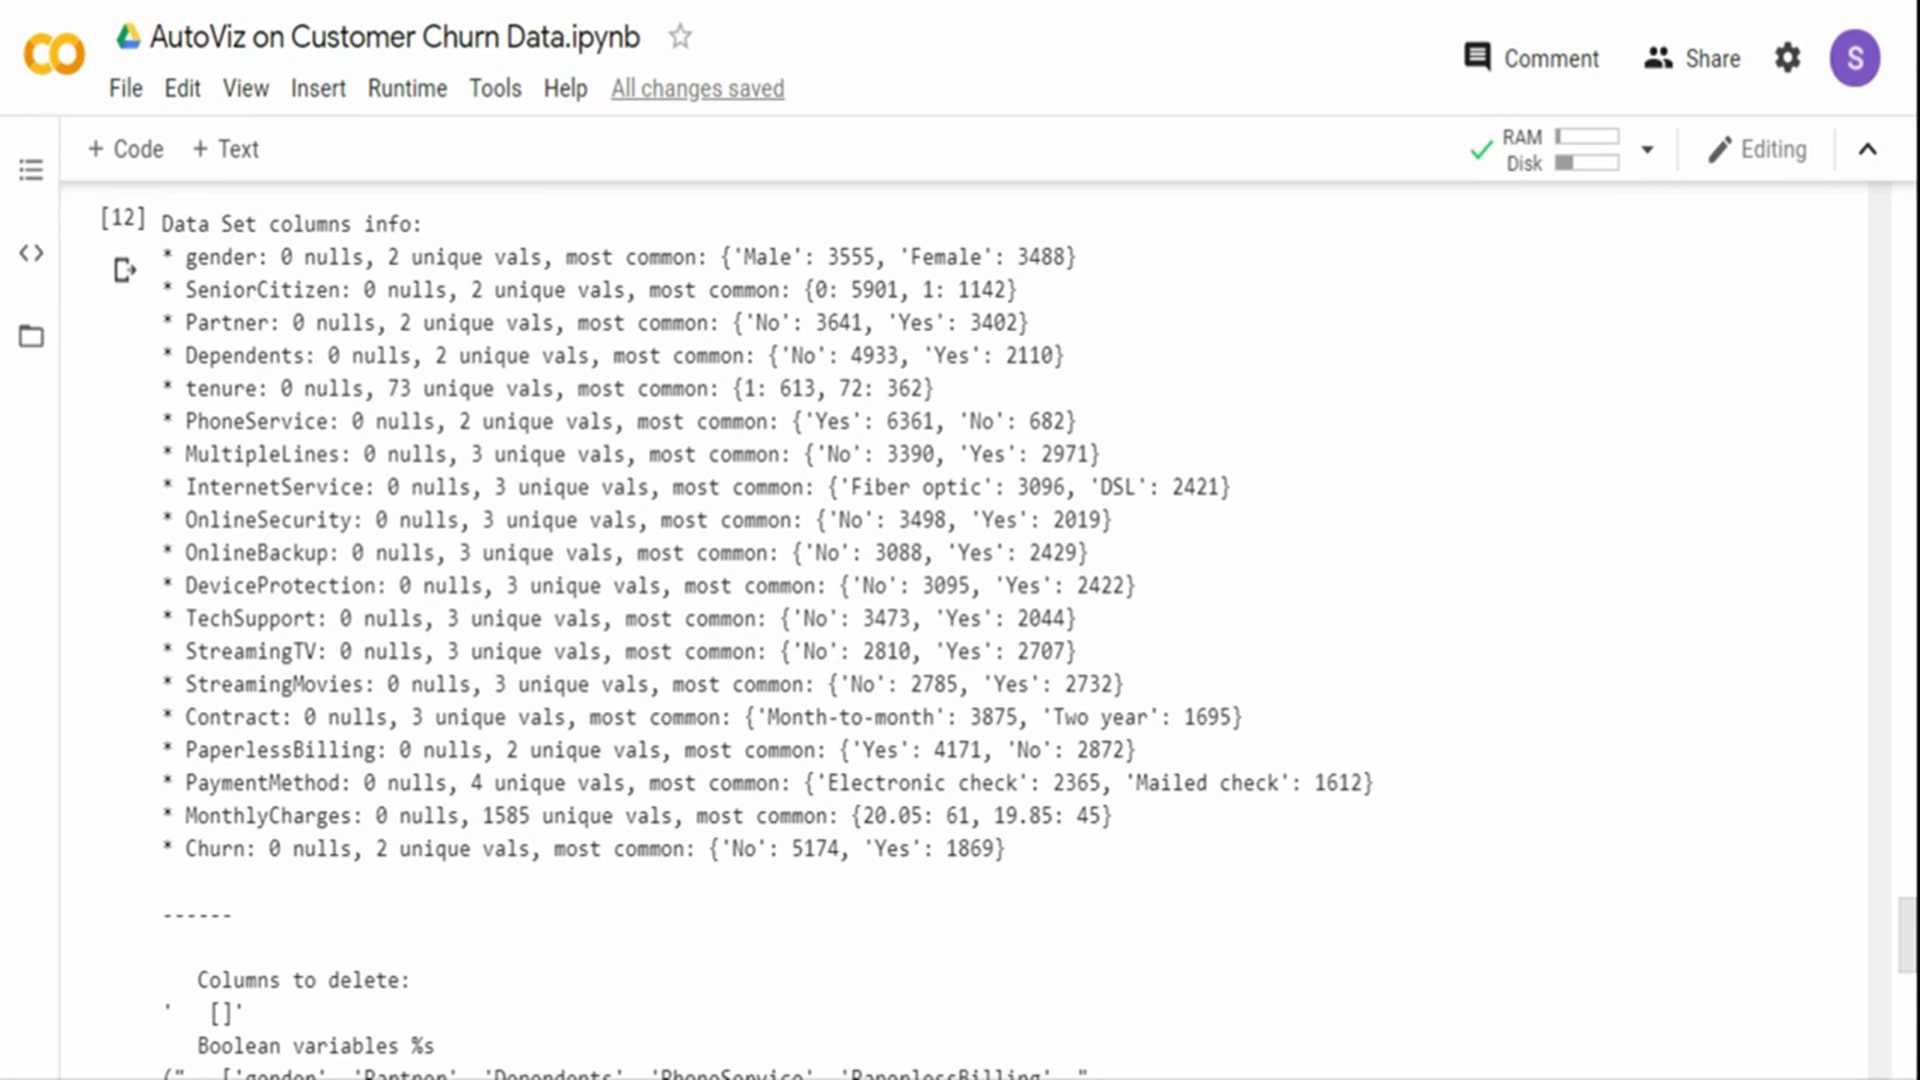 AutoViz on Customer Churn Data.ipynb
Comment Share S
File Edit View Insert Runtime Tools Help All changes saved
+ Code + Text
RAM
Disk
Editing
[12] Data Set columns info:
* gender: 0 nulls, 2 unique vals, most common: {'Male': 3555, 'Female': 3488}
* SeniorCitizen: 0 nulls, 2 unique vals, most common: {0: 5901, 1: 1142}
* Partner: 0 nulls, 2 unique vals, most common: {'No': 3641, 'Yes': 3402}
* Dependents: 0 nulls, 2 unique vals, most common: {'No': 4933, 'Yes': 2110}
* tenure: 0 nulls, 73 unique vals, most common: {1: 613, 72: 362}
* PhoneService: 0 nulls, 2 unique vals, most common: {'Yes': 6361, 'No': 682}
* MultipleLines: 0 nulls, 3 unique vals, most common: {'No': 3390, 'Yes': 2971}
* InternetService: 0 nulls, 3 unique vals, most common: {'Fiber optic': 3096, 'DSL': 2421}
* OnlineSecurity: 0 nulls, 3 unique vals, most common: {'No': 3498, 'Yes': 2019}
* OnlineBackup: 0 nulls, 3 unique vals, most common: {'No': 3088, 'Yes': 2429}
* DeviceProtection: 0 nulls, 3 unique vals, most common: {'No': 3095, 'Yes': 2422}
* TechSupport: 0 nulls, 3 unique vals, most common: {'No': 3473, 'Yes': 2044}
* StreamingTV: 0 nulls, 3 unique vals, most common: {'No': 2810, 'Yes': 2707}
* StreamingMovies: 0 nulls, 3 unique vals, most common: {'No': 2785, 'Yes': 2732}
* Contract: 0 nulls, 3 unique vals, most common: {'Month-to-month': 3875, 'Two year': 1695}
* PaperlessBilling: 0 nulls, 2 unique vals, most common: {'Yes': 4171, 'No': 2872}
* PaymentMethod: 0 nulls, 4 unique vals, most common: {'Electronic check': 2365, 'Mailed check': 1612}
* MonthlyCharges: 0 nulls, 1585 unique vals, most common: {20.05: 61, 19.85: 45}
* Churn: 0 nulls, 2 unique vals, most common: {'No': 5174, 'Yes': 1869}
------
Columns to delete:
'   []'
Boolean variables %s
("   ['gender', 'Partner', 'Dependents', 'PhoneService', 'PaperlessBilling', "